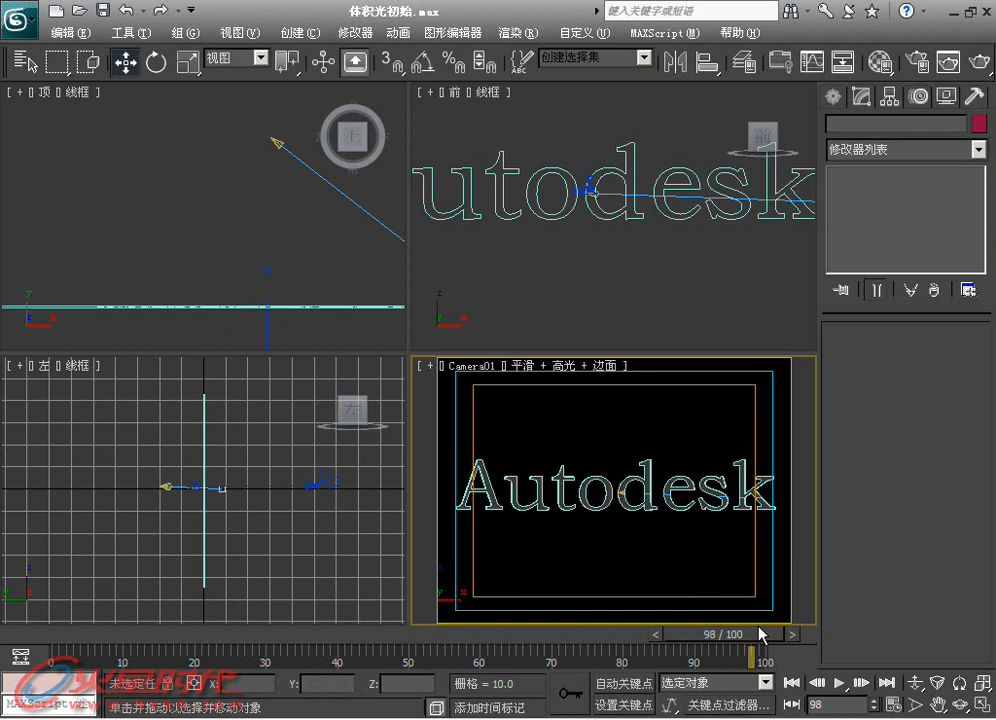 体积光初始.max
键入关键字或短语
编辑(E) 工具(T) 组(G) 视图(V) 创建(C) 修改器 动画 图形编辑器 渲染(R) 自定义(U) MAXScript(M) 帮助(H)
视图 3 % ABC 创建选择集
[ + ] 顶 线框 ]
上
[ + ] 前 线框 ]
前
utodesk
修改器列表
[ + ] 左 线框 ]
左
[ + ] Camera01 平滑 + 高光 + 边面 ]
Autodesk
< 98 / 100 >
0 10 20 30 40 50 60 70 80 90 100
未选定任 X: Y: Z: 栅格 = 10.0 自动关键点 选定对象
MAXScript 单击并拖动以选择并移动对象 添加时间标记 设置关键点 关键点过滤器... 98